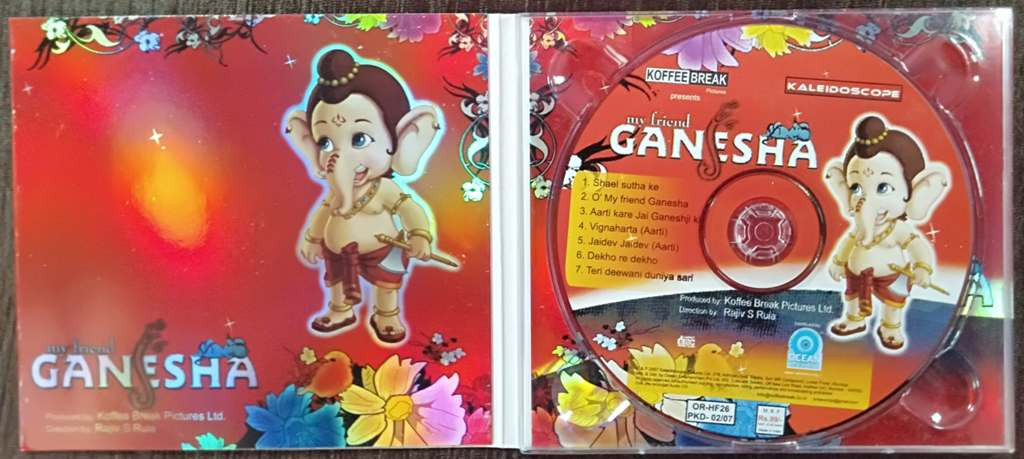 my friend
GANESHA
Produced by: Koffee Break Pictures Ltd.
Direction by: Rajiv S Ruia
KOFFEE BREAK
Pictures
presents
KALEIDOSCOPE
my friend
GANESHA
1. Shael sutha ke
2. O' My friend Ganesha
3. Aarti kare Jai Ganeshji k
4. Vignaharta (Aarti)
5. Jaidev Jaidev (Aarti)
6. Dekho re dekho
7. Teri deewani duniya sari
Produced by: Koffee Break Pictures Ltd.
Direction by: Rajiv S Ruia
OCEAN
OR-HF26
PKD- 02/07
M R P
Rs.99/-